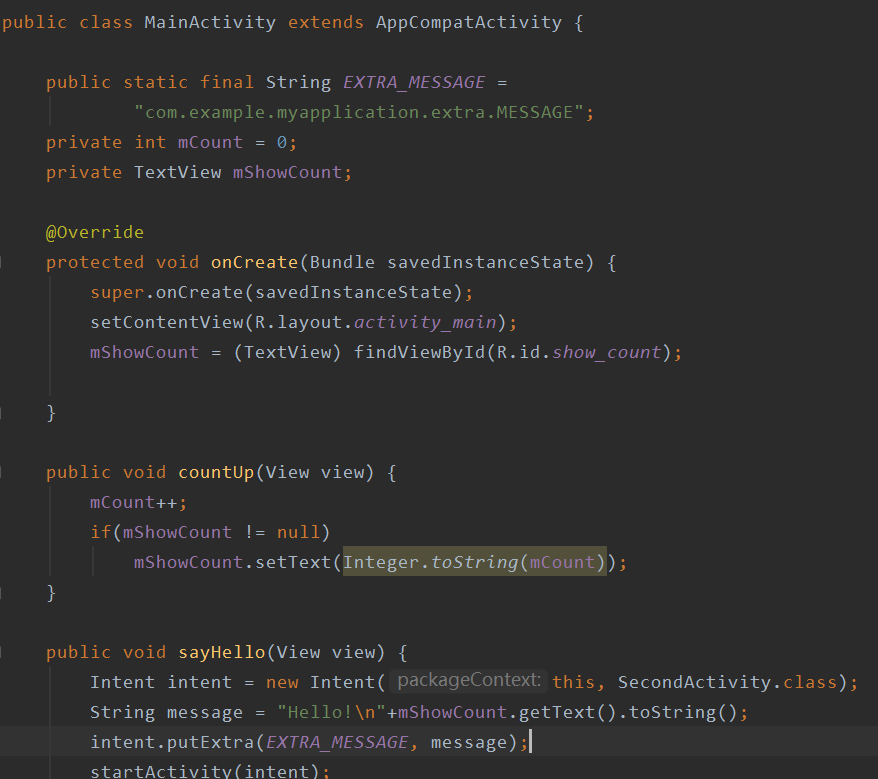 public class MainActivity extends AppCompatActivity {
public static final String EXTRA_MESSAGE =
"com.example.myapplication.extra.MESSAGE";
private int mCount = 0;
private TextView mShowCount;
@Override
protected void onCreate(Bundle savedInstanceState) {
super.onCreate(savedInstanceState);
setContentView(R.layout.activity_main);
mShowCount = (TextView) findViewById(R.id.show_count);
}
public void countUp(View view) {
mCount++;
if(mShowCount != null)
mShowCount.setText(Integer.toString(mCount));
}
public void sayHello(View view) {
Intent intent = new Intent( packageContext: this, SecondActivity.class);
String message = "Hello!\n"+mShowCount.getText().toString();
intent.putExtra(EXTRA_MESSAGE, message);
startActivity(intent);